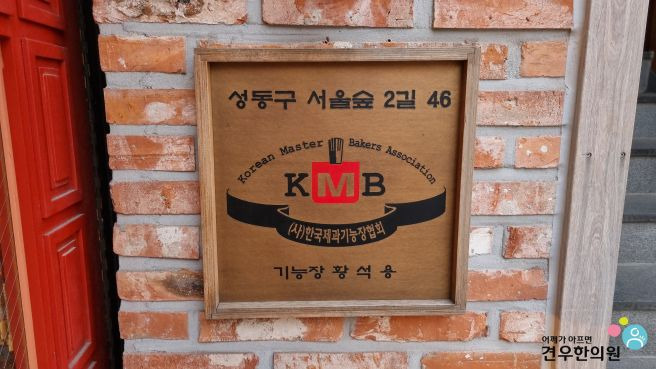 성동구 서울숲 2길 46
Korean Master Bakers Association
KMB
(사)한국제과기능장협회
기능장 황석용
어깨가 아프면
견우한의원